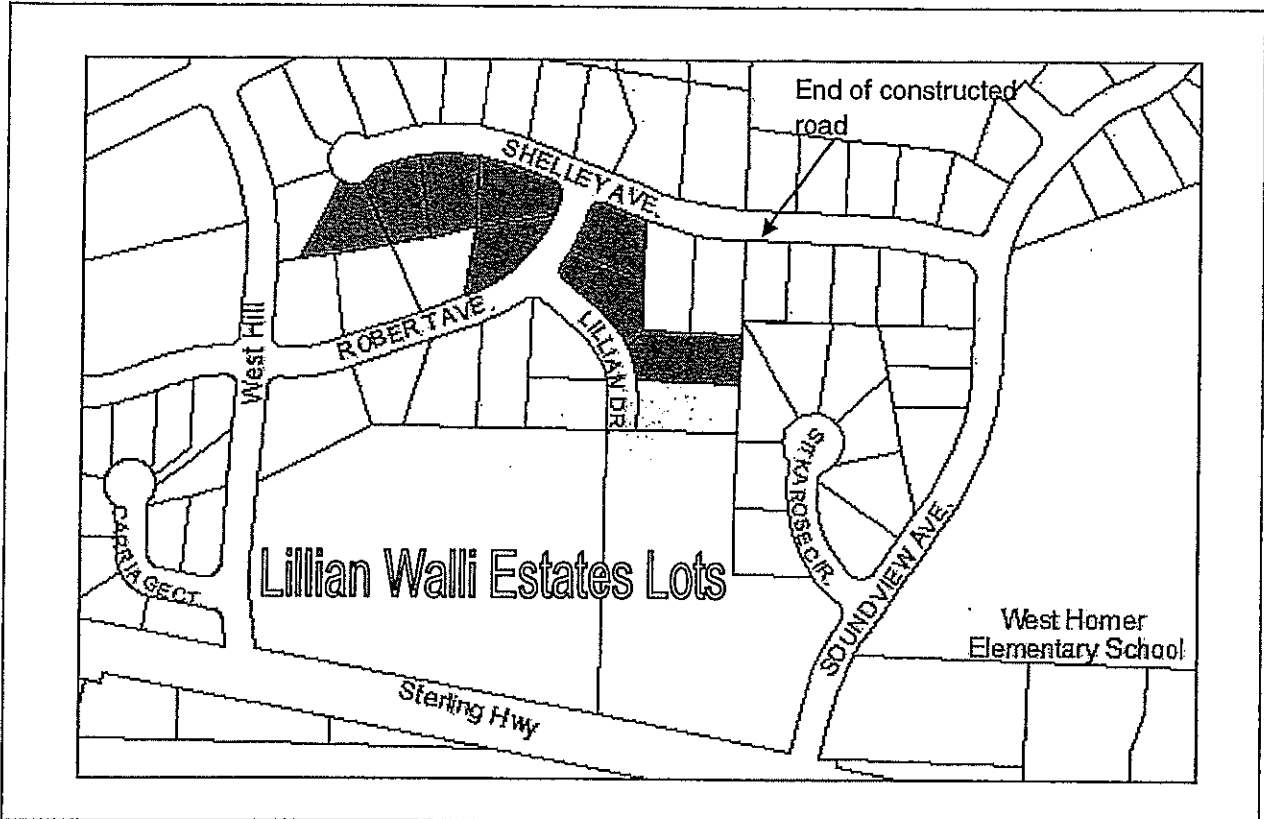 End of constructed
road
SHELLEY AVE.
West Hill
ROBERT AVE.
LILLIAN DR
SITKA ROSE CIR.
CARRIAGE CT.
Lillian Walli Estates Lots
SOUNDVIEW AVE.
West Homer
Elementary School
Sterling Hwy